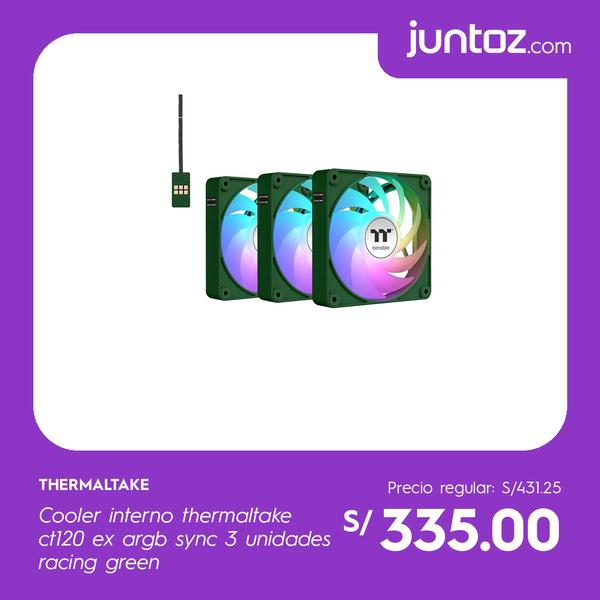 juntoz.com
thermaltake
THERMALTAKE
Cooler interno thermaltake
ct120 ex argb sync 3 unidades
racing green
Precio regular: S/431.25
S/ 335.00